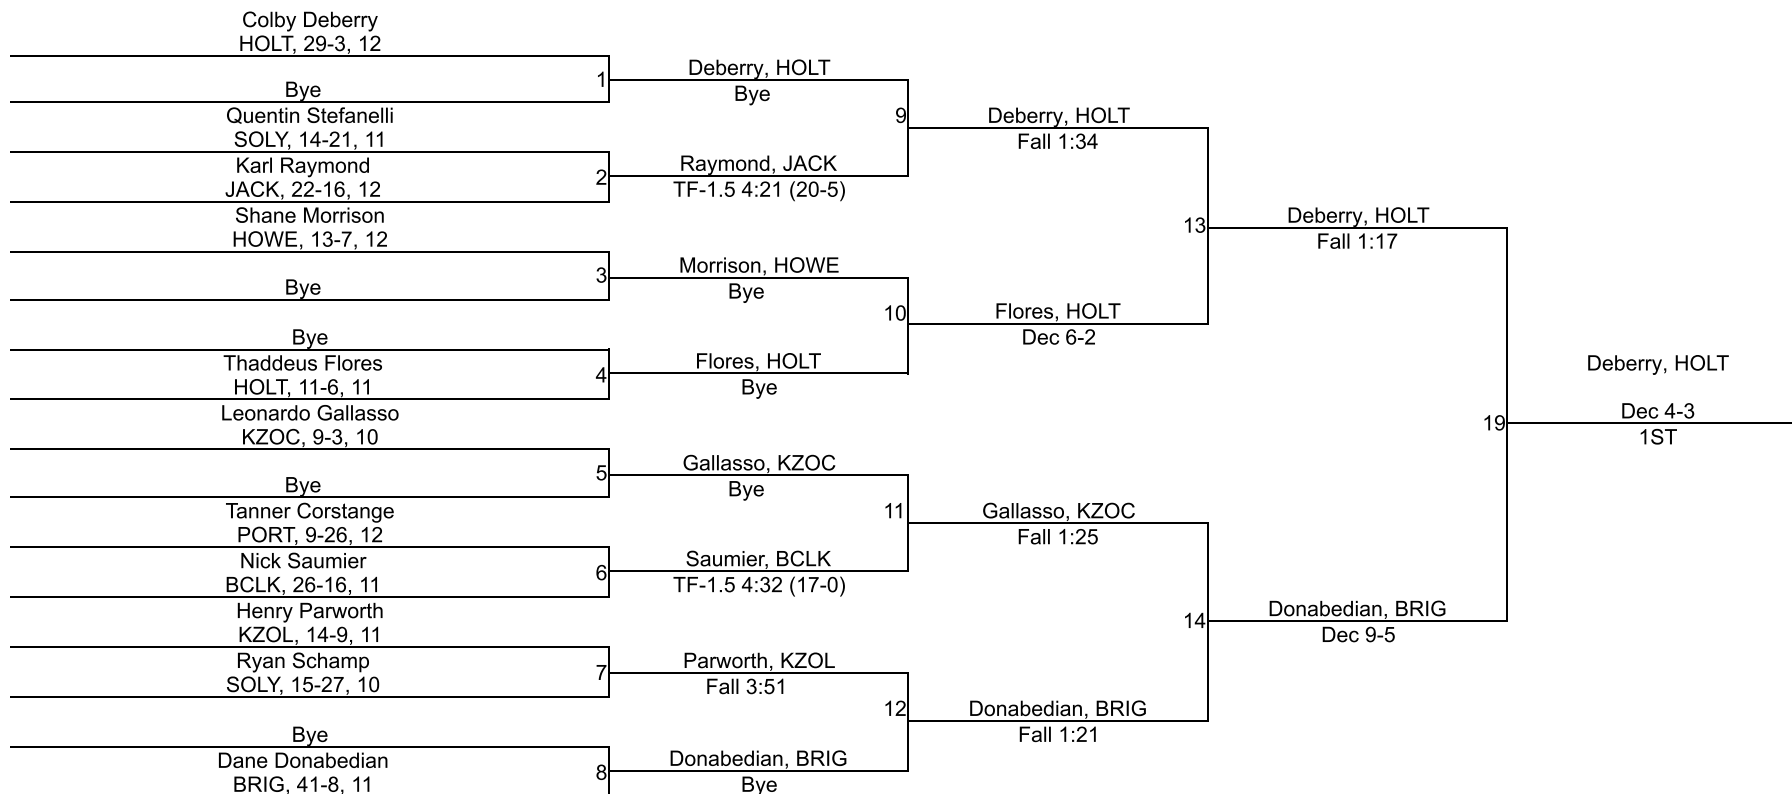 Colby Deberry
HOLT, 29-3, 12
1
Bye
Quentin Stefanelli
SOLY, 14-21, 11
2
Karl Raymond
JACK, 22-16, 12
Shane Morrison
HOWE, 13-7, 12
3
Bye
Bye
4
Thaddeus Flores
HOLT, 11-6, 11
Leonardo Gallasso
KZOC, 9-3, 10
5
Bye
Tanner Corstange
PORT, 9-26, 12
6
Nick Saumier
BCLK, 26-16, 11
Henry Parworth
KZOL, 14-9, 11
7
Ryan Schamp
SOLY, 15-27, 10
Bye
8
Dane Donabedian
BRIG, 41-8, 11
Deberry, HOLT
Bye
9
Raymond, JACK
TF-1.5 4:21 (20-5)
Morrison, HOWE
Bye
10
Flores, HOLT
Bye
Gallasso, KZOC
Bye
11
Saumier, BCLK
TF-1.5 4:32 (17-0)
Parworth, KZOL
Fall 3:51
12
Donabedian, BRIG
Bye
Deberry, HOLT
Fall 1:34
13
Flores, HOLT
Dec 6-2
Gallasso, KZOC
Fall 1:25
14
Donabedian, BRIG
Fall 1:21
Deberry, HOLT
Fall 1:17
19
Donabedian, BRIG
Dec 9-5
Deberry, HOLT
Dec 4-3
1ST